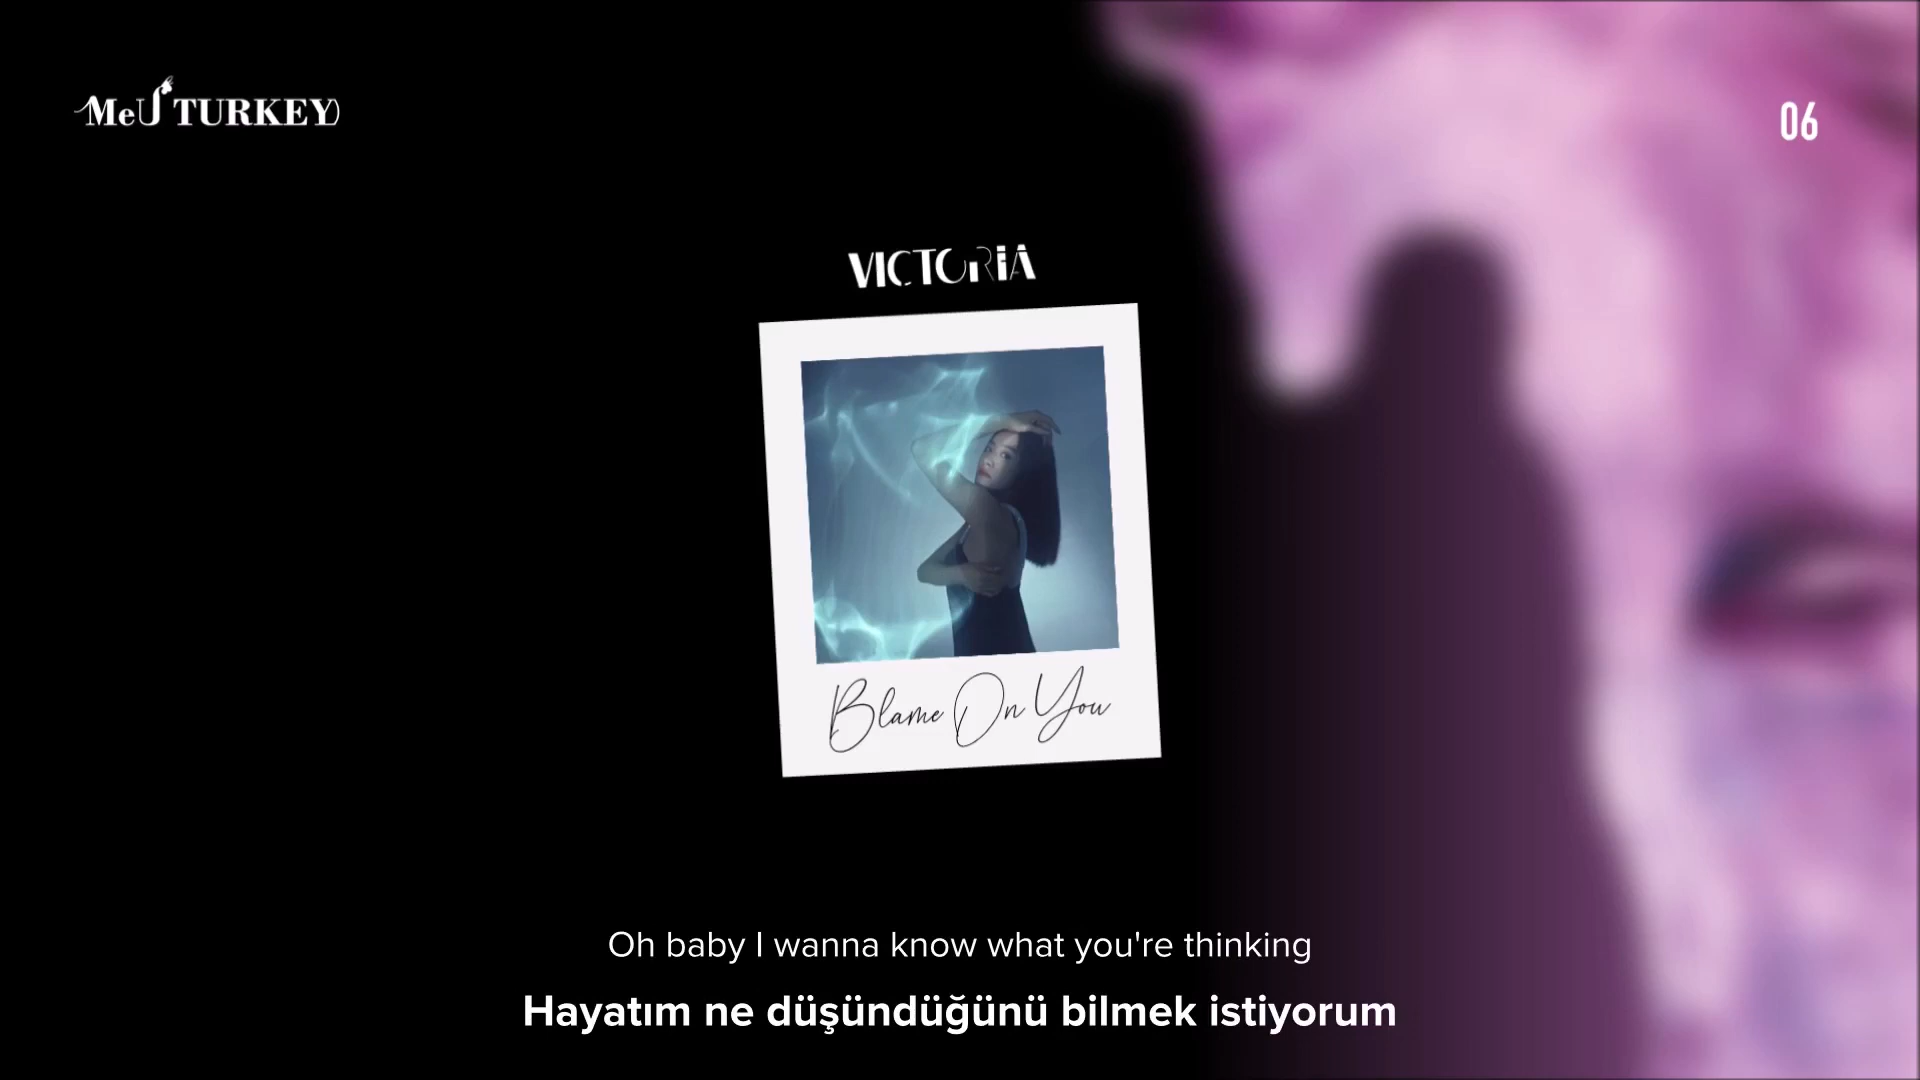 MeU TURKEY
06
VICTORIA
Blame On You
Oh baby I wanna know what you're thinking
Hayatım ne düşündüğünü bilmek istiyorum